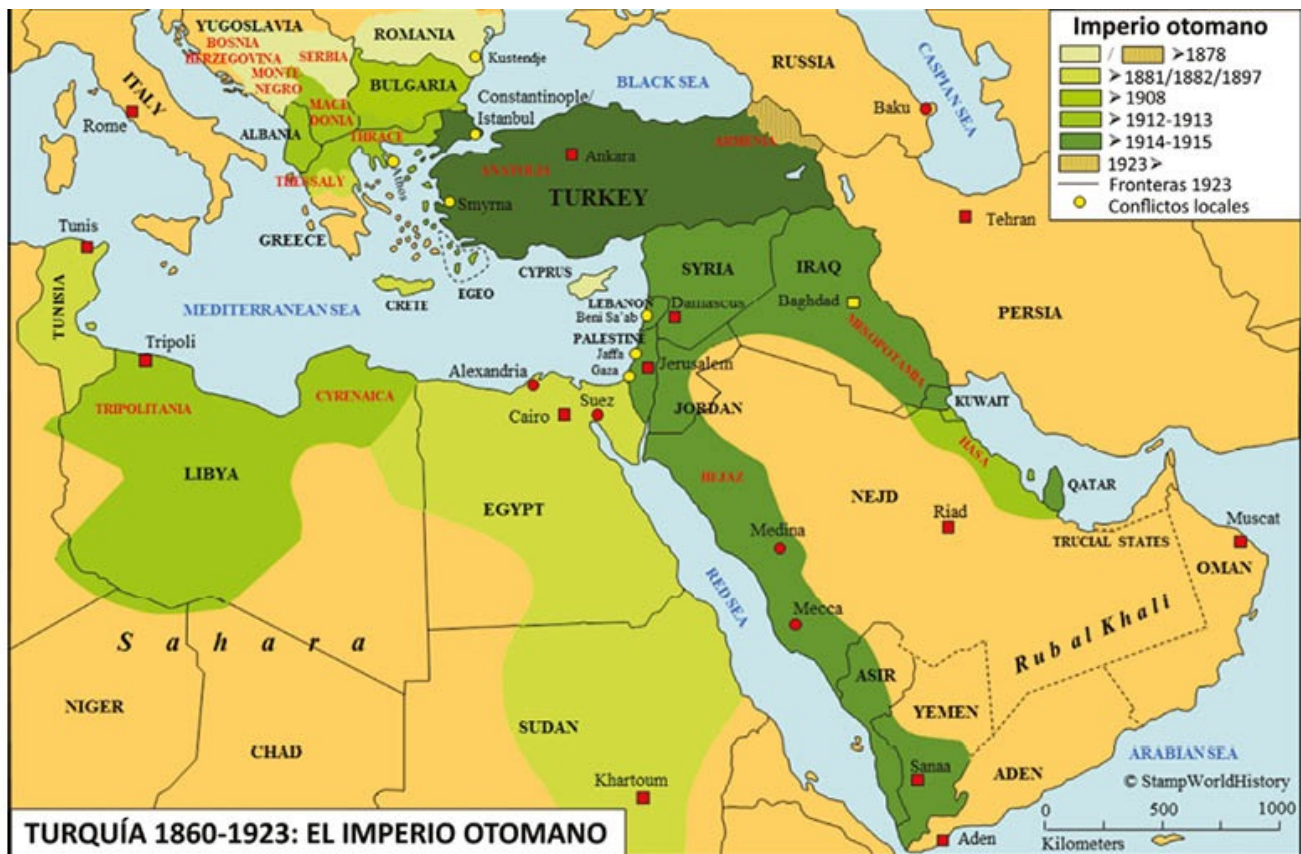 YUGOSLAVIA
BOSNIA
HERZEGOVINA
SERBIA
MONTE
NEGRO
ROMANIA
Kustendje
BULGARIA
MACE
DONIA
ALBANIA
THRACE
THESSALY
Athos
GREECE
ITALY
Rome
Constantinople/
Istanbul
BLACK SEA
RUSSIA
CASPIAN SEA
Baku
ARMENIA
Ankara
TURKEY
Smyrna
Tunis
TUNISIA
MEDITERRANEAN SEA
CRETE
EGEO
CYPRUS
SYRIA
IRAQ
LEBANON
Beni Sa'ab
Damascus
Baghdad
MESOPOTAMIA
Tehran
PERSIA
PALESTINE
Jaffa
Gaza
Jerusalem
JORDAN
KUWAIT
HASA
QATAR
Tripoli
TRIPOLITANIA
CYRENAICA
LIBYA
Alexandria
Cairo
Suez
EGYPT
HEJAZ
NEJD
Riad
Medina
Mecca
RED SEA
TRUCIAL STATES
Muscat
OMAN
Rub al Khali
Sahara
NIGER
CHAD
SUDAN
Khartoum
ASIR
YEMEN
Sanaa
ADEN
Aden
ARABIAN SEA
© StampWorldHistory
0 500 1000
Kilometers
Imperio otomano
/ ➢ 1878
➢ 1881/1882/1897
➢ 1908
➢ 1912-1913
➢ 1914-1915
1923 ➢
Fronteras 1923
Conflictos locales
TURQUÍA 1860-1923: EL IMPERIO OTOMANO